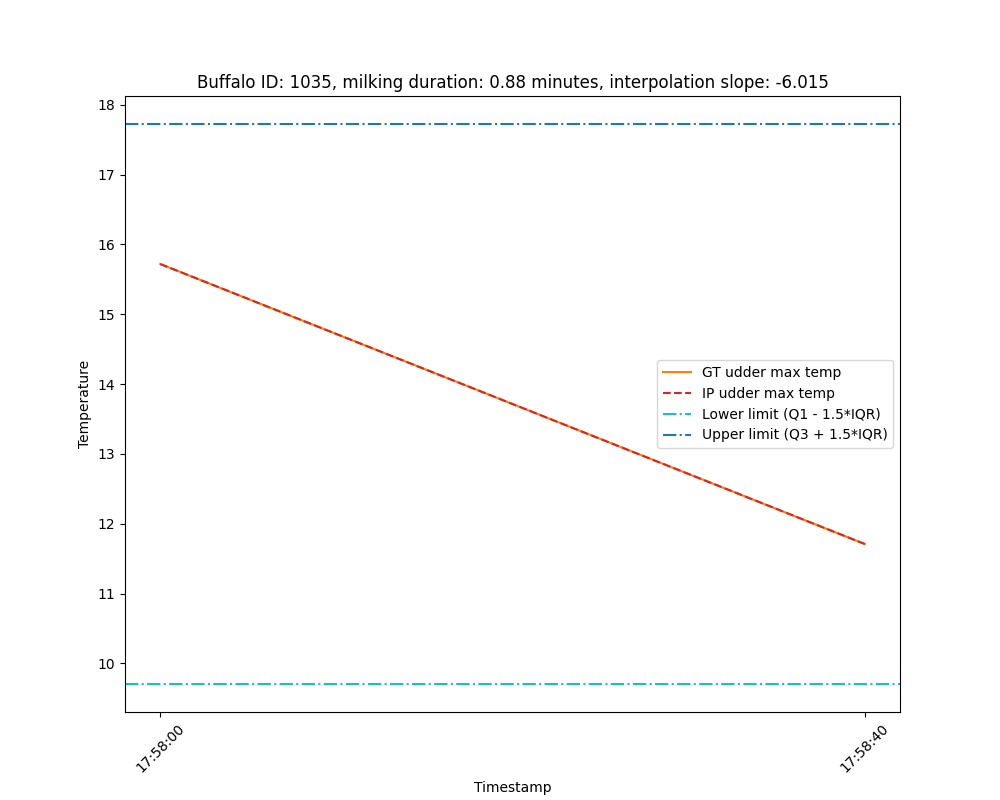 Buffalo ID: 1035, milking duration: 0.88 minutes, interpolation slope: -6.015
18
17
16
15
14
13
12
11
10
Temperature
GT udder max temp
IP udder max temp
Lower limit (Q1 - 1.5*IQR)
Upper limit (Q3 + 1.5*IQR)
17:58:00
17:58:40
Timestamp